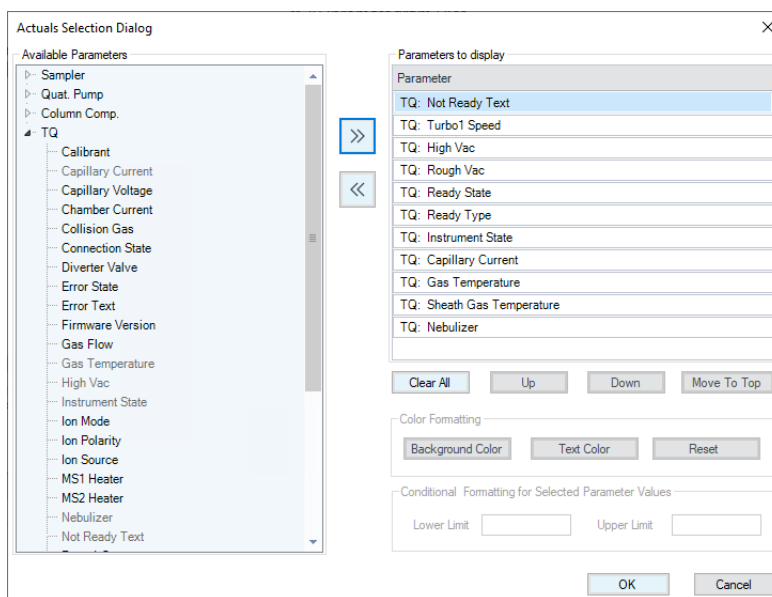 Actuals Selection Dialog
Available Parameters
Sampler
Quat. Pump
Column Comp.
TQ
Calibrant
Capillary Current
Capillary Voltage
Chamber Current
Collision Gas
Connection State
Diverter Valve
Error State
Error Text
Firmware Version
Gas Flow
Gas Temperature
High Vac
Instrument State
Ion Mode
Ion Polarity
Ion Source
MS1 Heater
MS2 Heater
Nebulizer
Not Ready Text
Parameters to display
Parameter
TQ: Not Ready Text
TQ: Turbo1 Speed
TQ: High Vac
TQ: Rough Vac
TQ: Ready State
TQ: Ready Type
TQ: Instrument State
TQ: Capillary Current
TQ: Gas Temperature
TQ: Sheath Gas Temperature
TQ: Nebulizer
Clear All Up Down Move To Top
Color Formatting
Background Color Text Color Reset
Conditional Formatting for Selected Parameter Values
Lower Limit Upper Limit
OK Cancel